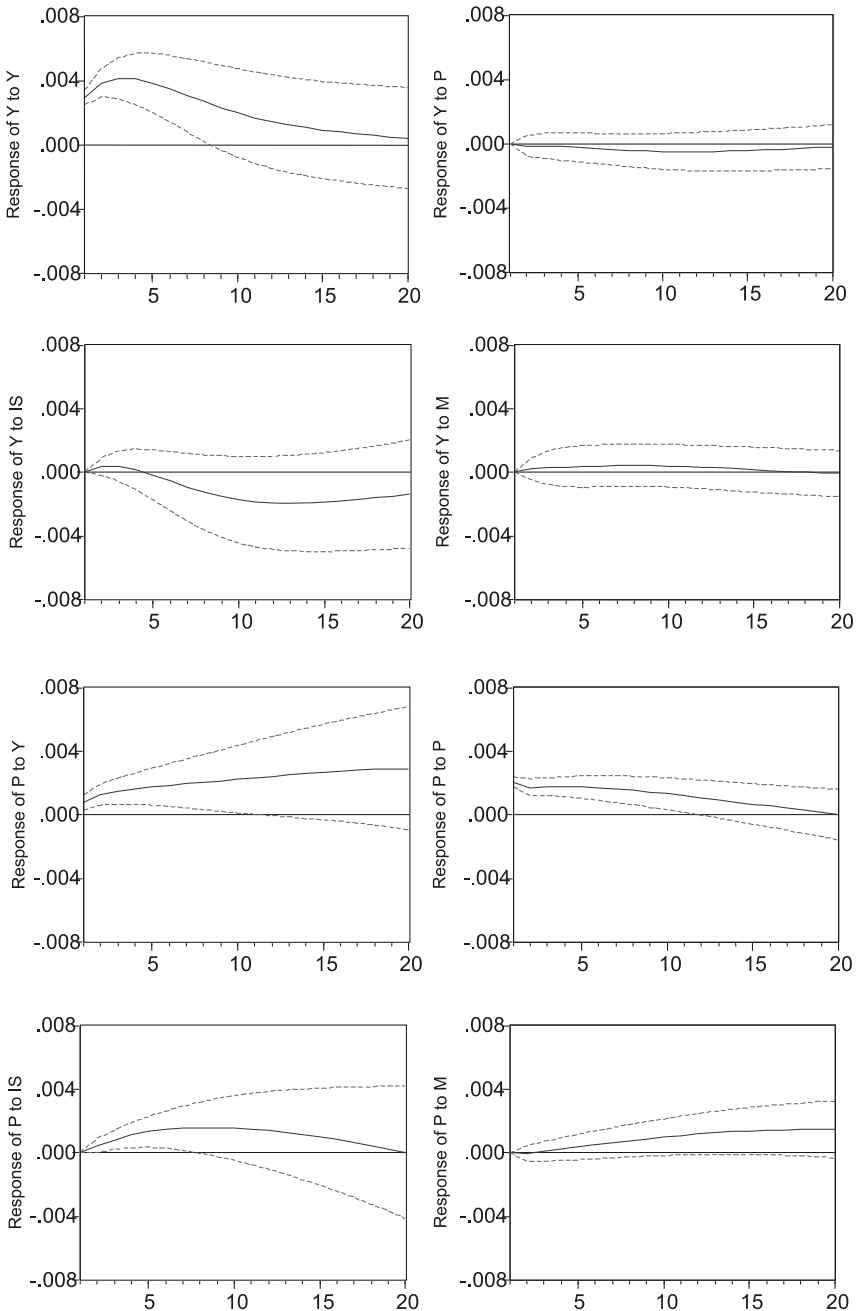 .008
.004
.000
-.004
-.008
Response of Y to Y
5 10 15 20
.008
.004
.000
-.004
-.008
Response of Y to P
5 10 15 20
.008
.004
.000
-.004
-.008
Response of Y to IS
5 10 15 20
.008
.004
.000
-.004
-.008
Response of Y to M
5 10 15 20
.008
.004
.000
-.004
-.008
Response of P to Y
5 10 15 20
.008
.004
.000
-.004
-.008
Response of P to P
5 10 15 20
.008
.004
.000
-.004
-.008
Response of P to IS
5 10 15 20
.008
.004
.000
-.004
-.008
Response of P to M
5 10 15 20